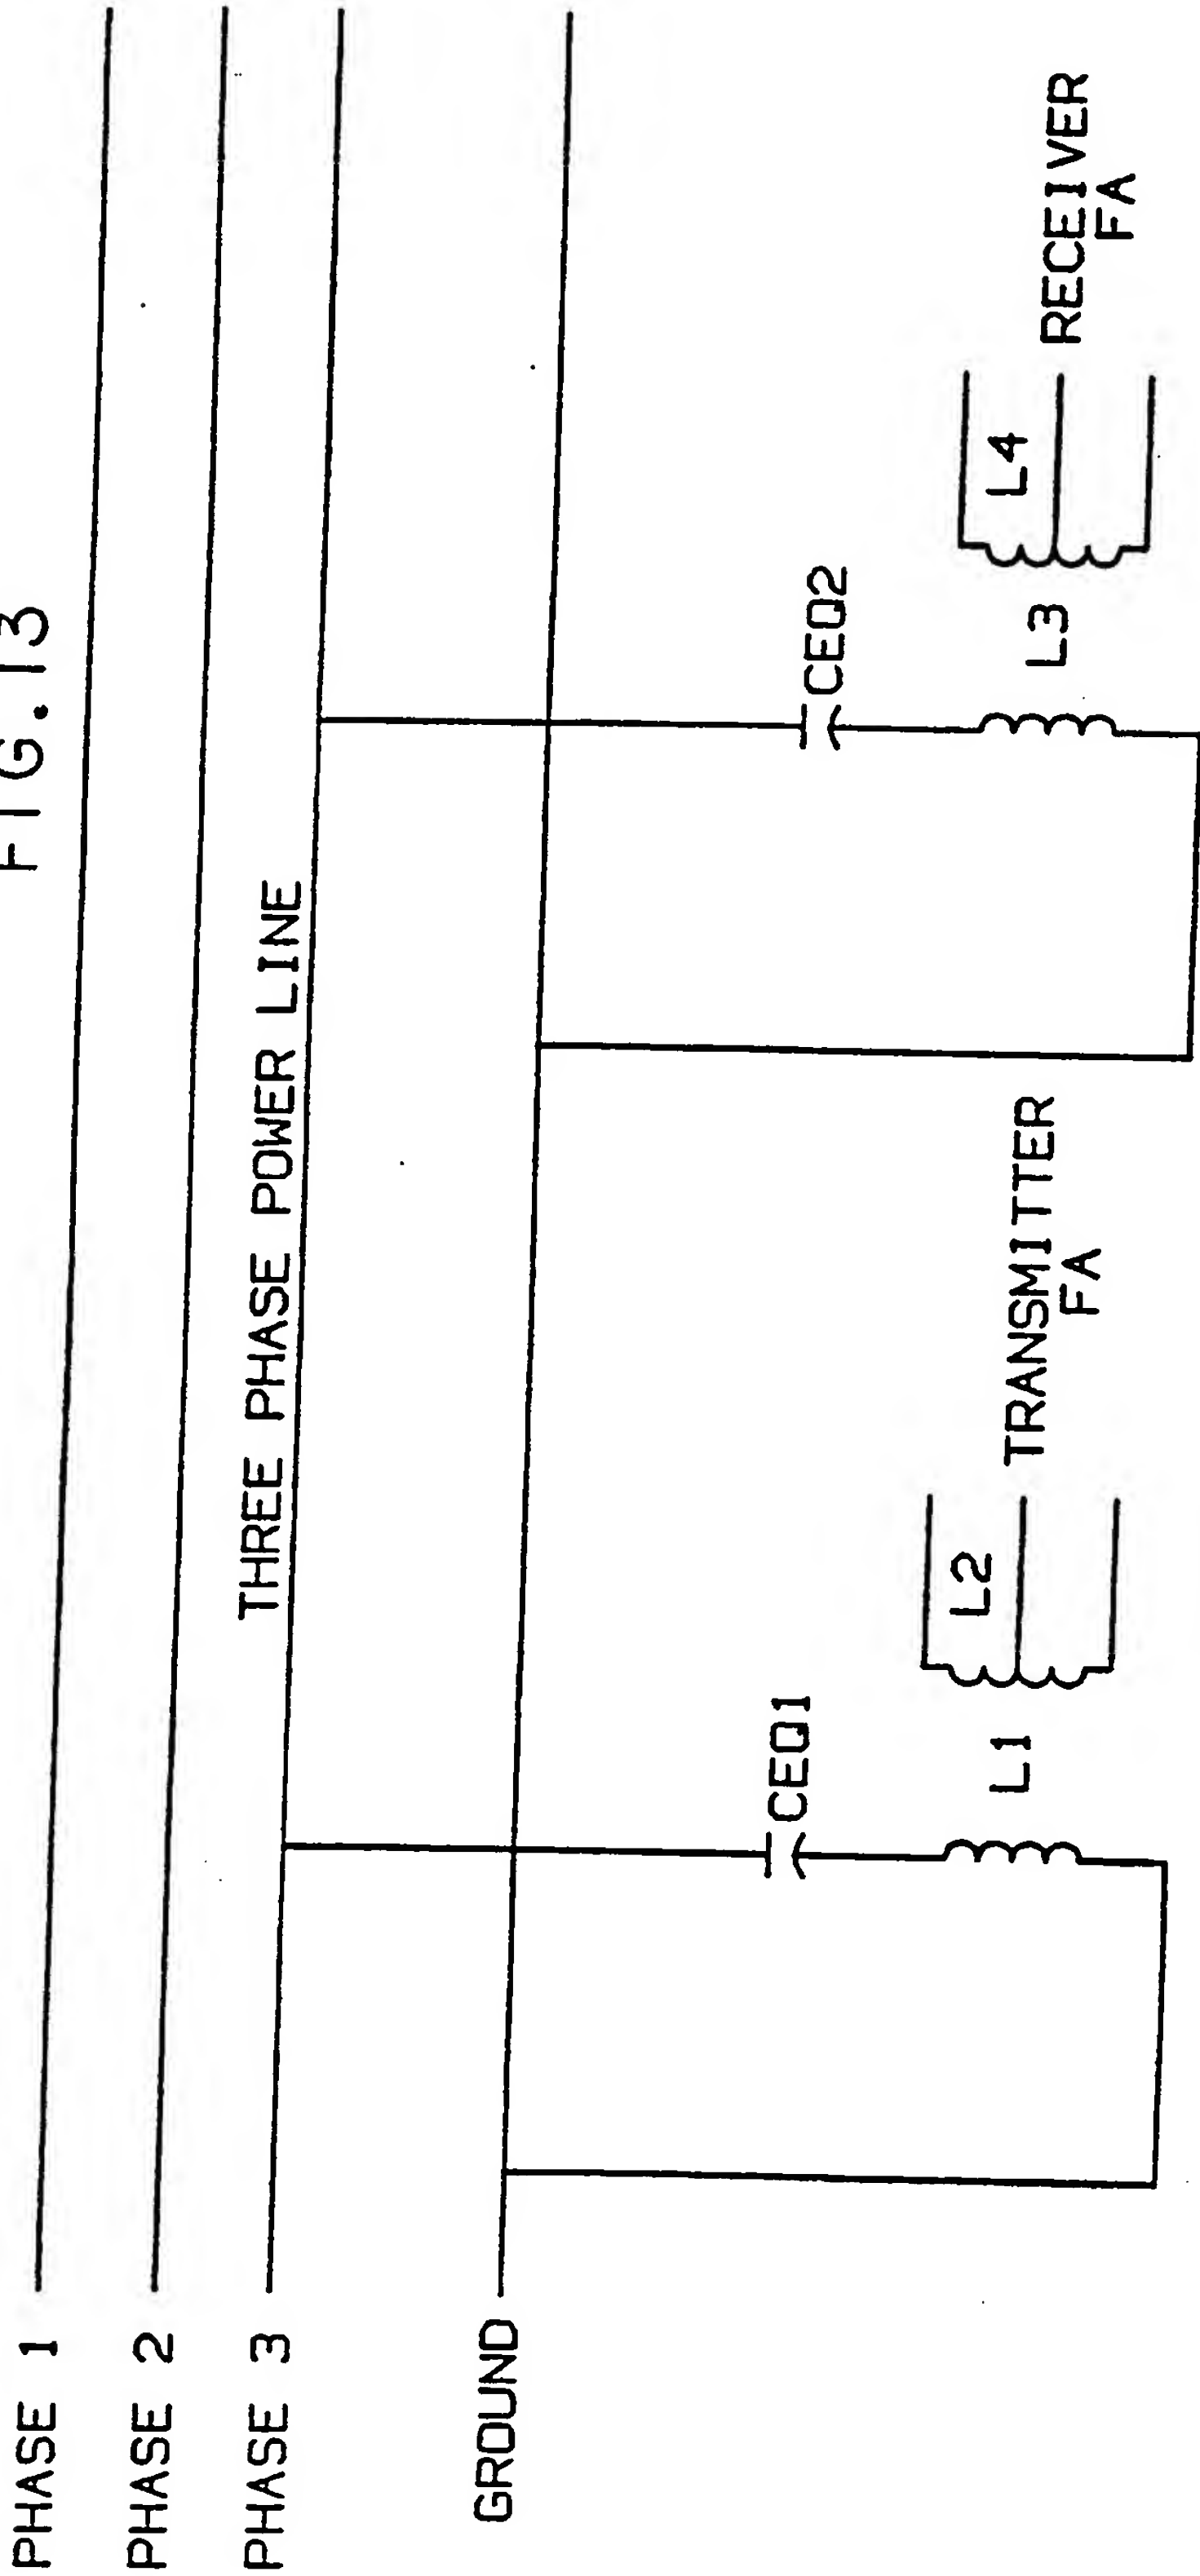 FIG.13
PHASE 1
PHASE 2
PHASE 3
THREE PHASE POWER LINE
GROUND
CEQ1
CEQ2
L1
L2
TRANSMITTER
FA
L3
L4
RECEIVER
FA